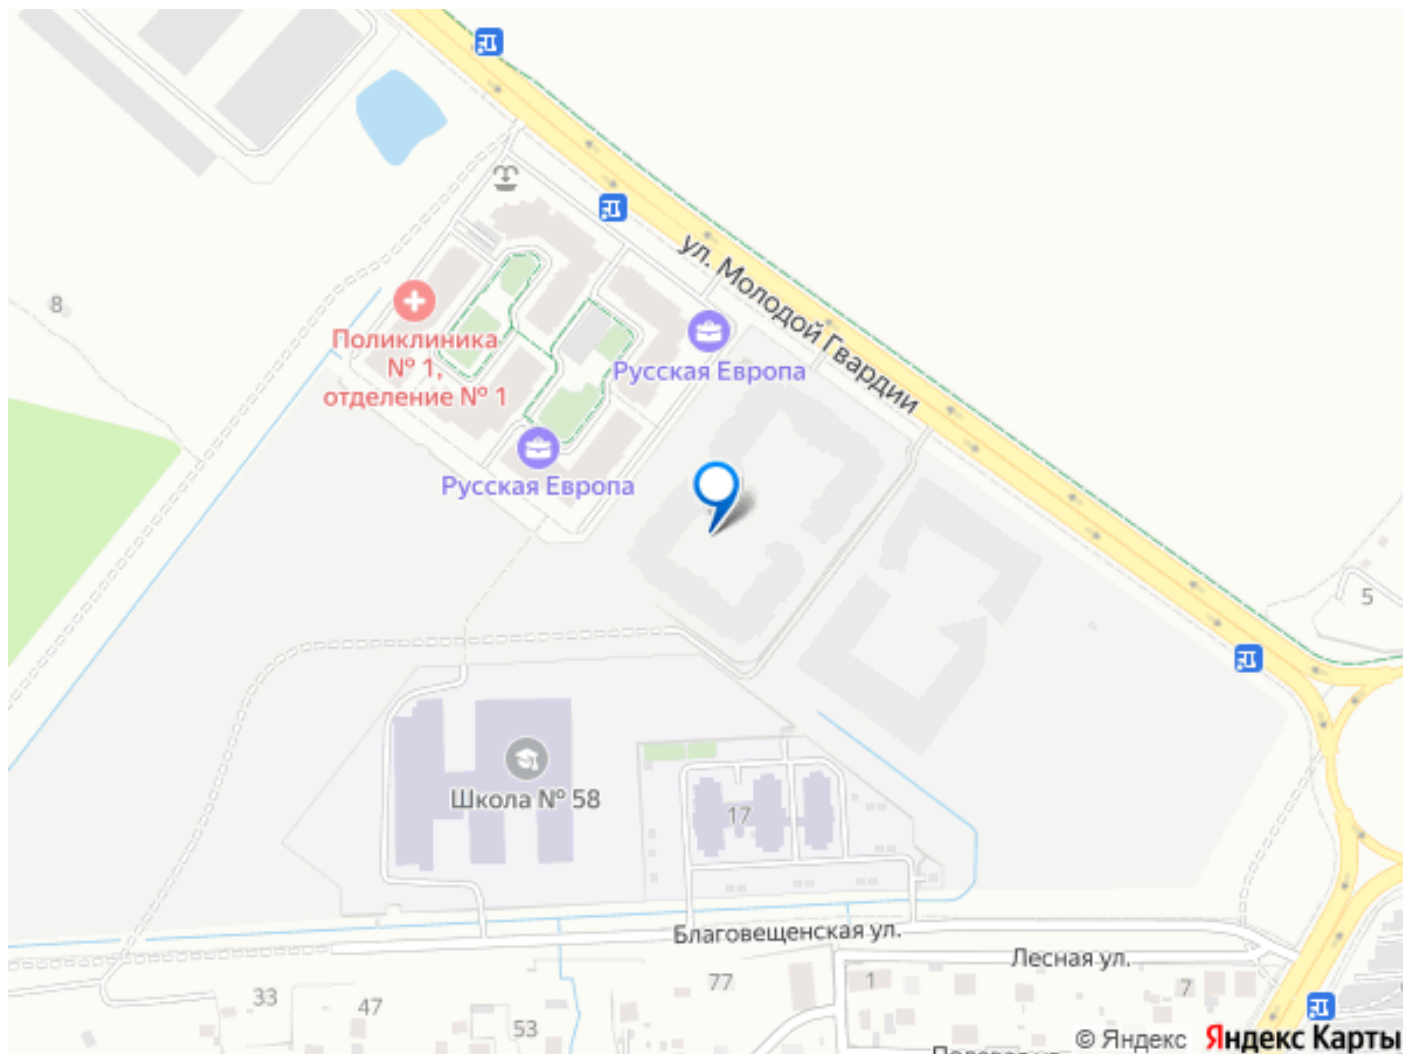 ул. Молодой Гвардии
8
Поликлиника
№ 1,
отделение № 1
Русская Европа
Русская Европа
5
Школа № 58
17
Благовещенская ул.
Лесная ул.
77
1
7
33
47
53
© Яндекс Яндекс Карты